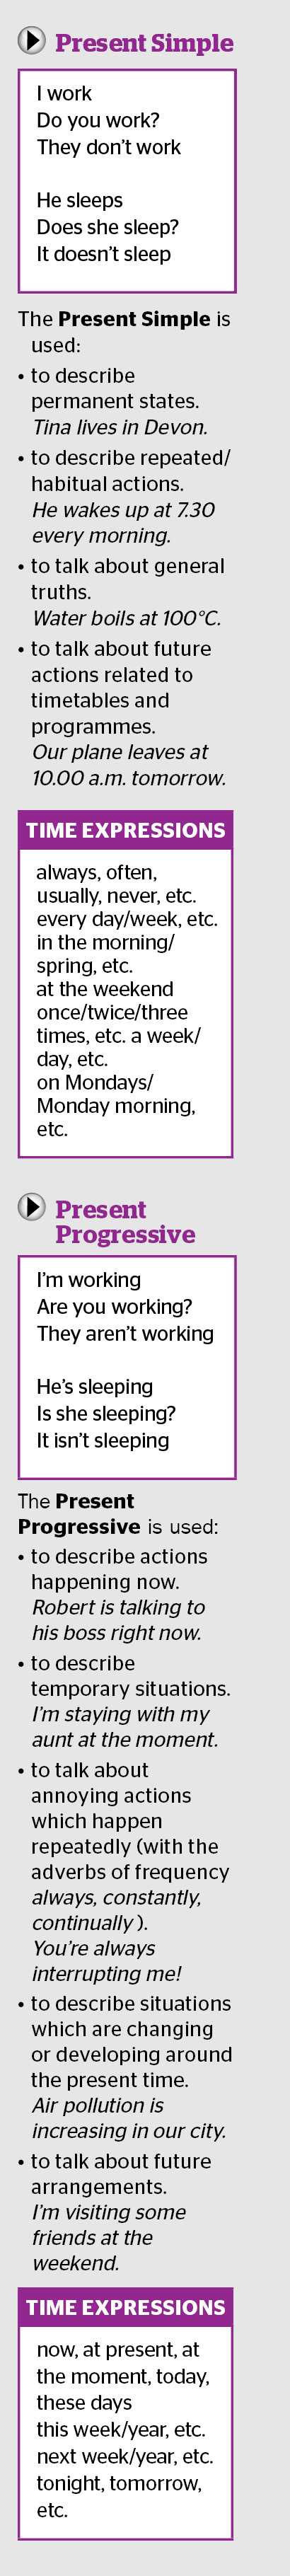 Present Simple
I work
Do you work?
They don't work
He sleeps
Does she sleep?
It doesn't sleep
The Present Simple is
used:
• to describe
permanent states.
Tina lives in Devon.
• to describe repeated/
habitual actions.
He wakes up at 7.30
every morning.
• to talk about general
truths.
Water boils at 100°C.
• to talk about future
actions related to
timetables and
programmes.
Our plane leaves at
10.00 a.m. tomorrow.
TIME EXPRESSIONS
always, often,
usually, never, etc.
every day/week, etc.
in the morning/
spring, etc.
at the weekend
once/twice/three
times, etc. a week/
day, etc.
on Mondays/
Monday morning,
etc.
Present
Progressive
I'm working
Are you working?
They aren't working
He's sleeping
Is she sleeping?
It isn't sleeping
The Present
Progressive is used:
• to describe actions
happening now.
Robert is talking to
his boss right now.
• to describe
temporary situations.
I'm staying with my
aunt at the moment.
• to talk about
annoying actions
which happen
repeatedly (with the
adverbs of frequency
always, constantly,
continually).
You're always
interrupting me!
• to describe situations
which are changing
or developing around
the present time.
Air pollution is
increasing in our city.
• to talk about future
arrangements.
I'm visiting some
friends at the
weekend.
TIME EXPRESSIONS
now, at present, at
the moment, today,
these days
this week/year, etc.
next week/year, etc.
tonight, tomorrow,
etc.